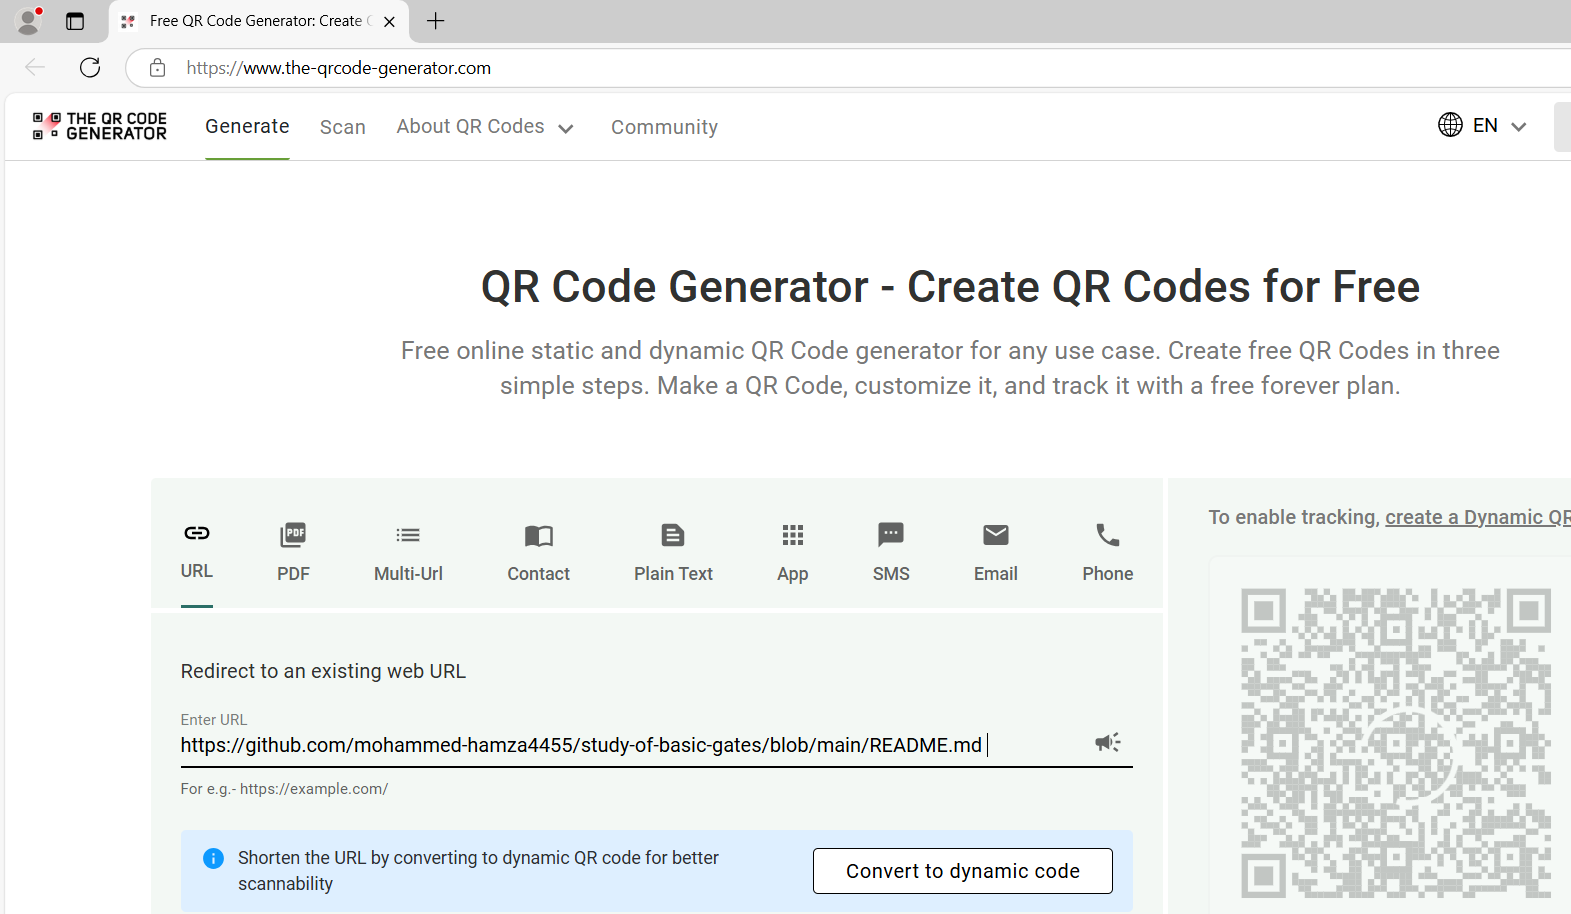 Free QR Code Generator: Create
https://www.the-qrcode-generator.com
THE QR CODE
GENERATOR
Generate
Scan
About QR Codes
Community
EN
QR Code Generator - Create QR Codes for Free
Free online static and dynamic QR Code generator for any use case. Create free QR Codes in three
simple steps. Make a QR Code, customize it, and track it with a free forever plan.
URL
PDF
PDF
Multi-Url
Contact
Plain Text
App
SMS
Email
Phone
To enable tracking, create a Dynamic QR
Redirect to an existing web URL
Enter URL
https://github.com/mohammed-hamza4455/study-of-basic-gates/blob/main/README.md
For e.g.- https://example.com/
Shorten the URL by converting to dynamic QR code for better
scannability
Convert to dynamic code